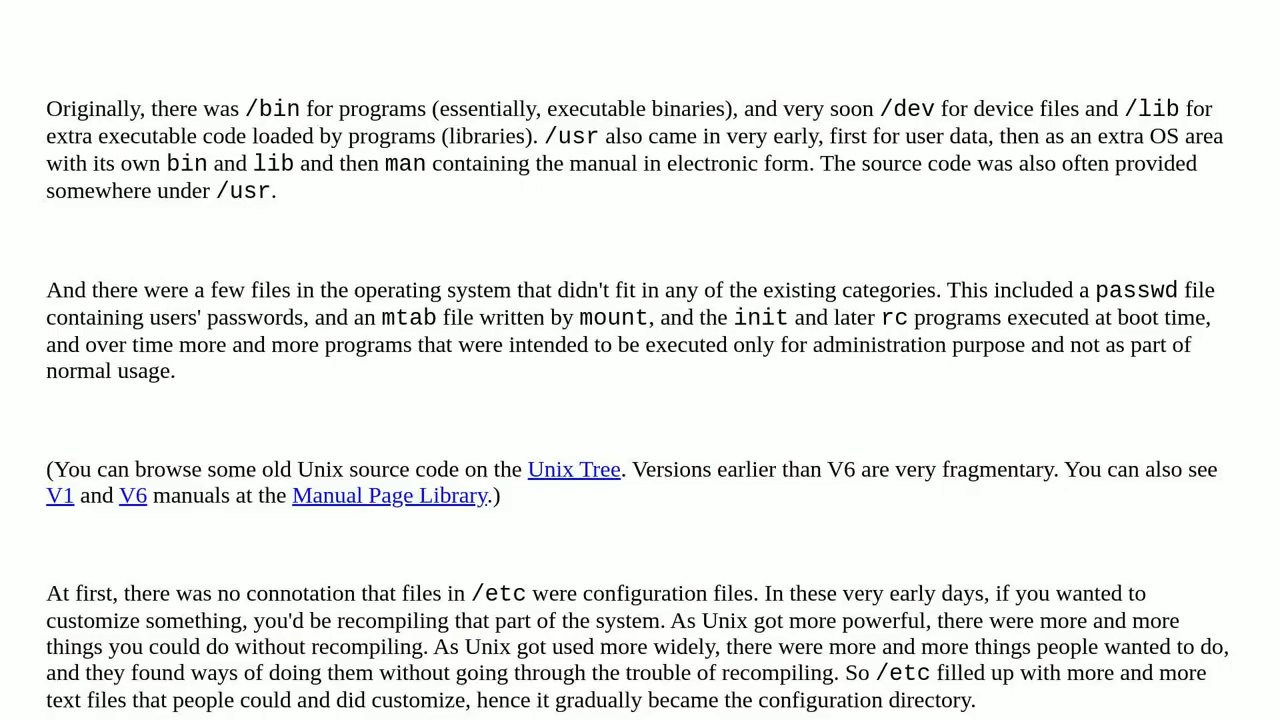 Originally, there was /bin for programs (essentially, executable binaries), and very soon /dev for device files and /lib for
extra executable code loaded by programs (libraries). /usr also came in very early, first for user data, then as an extra OS area
with its own bin and lib and then man containing the manual in electronic form. The source code was also often provided
somewhere under /usr.
And there were a few files in the operating system that didn't fit in any of the existing categories. This included a passwd file
containing users' passwords, and an mtab file written by mount, and the init and later rc programs executed at boot time,
and over time more and more programs that were intended to be executed only for administration purpose and not as part of
normal usage.
(You can browse some old Unix source code on the Unix Tree. Versions earlier than V6 are very fragmentary. You can also see
V1 and V6 manuals at the Manual Page Library.)
At first, there was no connotation that files in /etc were configuration files. In these very early days, if you wanted to
customize something, you'd be recompiling that part of the system. As Unix got more powerful, there were more and more
things you could do without recompiling. As Unix got used more widely, there were more and more things people wanted to do,
and they found ways of doing them without going through the trouble of recompiling. So /etc filled up with more and more
text files that people could and did customize, hence it gradually became the configuration directory.